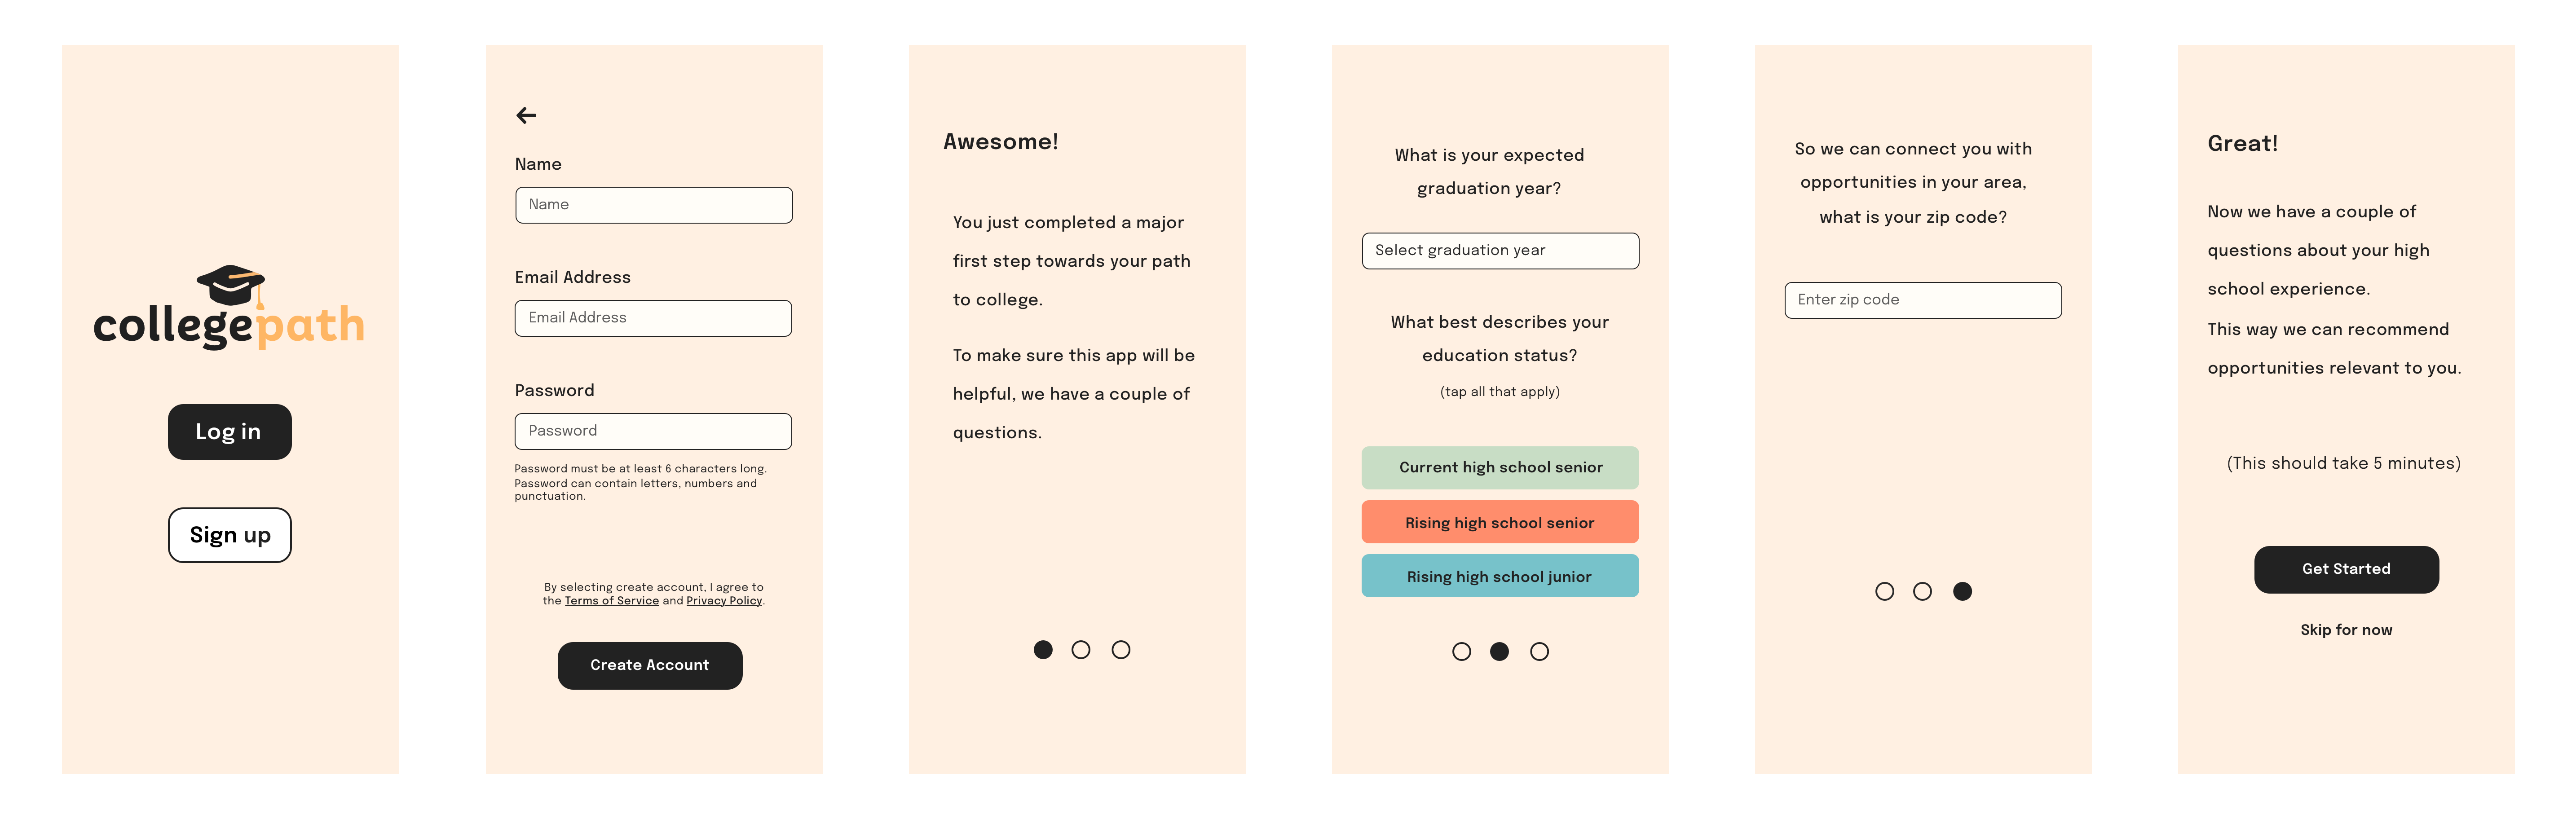 collegepath
Log in
Sign up
Name
Name
Email Address
Email Address
Password
Password
Password must be at least 6 characters long.
Password can contain letters, numbers and
punctuation.
By selecting create account, I agree to
the Terms of Service and Privacy Policy.
Create Account
Awesome!
You just completed a major
first step towards your path
to college.
To make sure this app will be
helpful, we have a couple of
questions.
What is your expected
graduation year?
Select graduation year
What best describes your
education status?
(tap all that apply)
Current high school senior
Rising high school senior
Rising high school junior
So we can connect you with
opportunities in your area,
what is your zip code?
Enter zip code
Great!
Now we have a couple of
questions about your high
school experience.
This way we can recommend
opportunities relevant to you.
(This should take 5 minutes)
Get Started
Skip for now